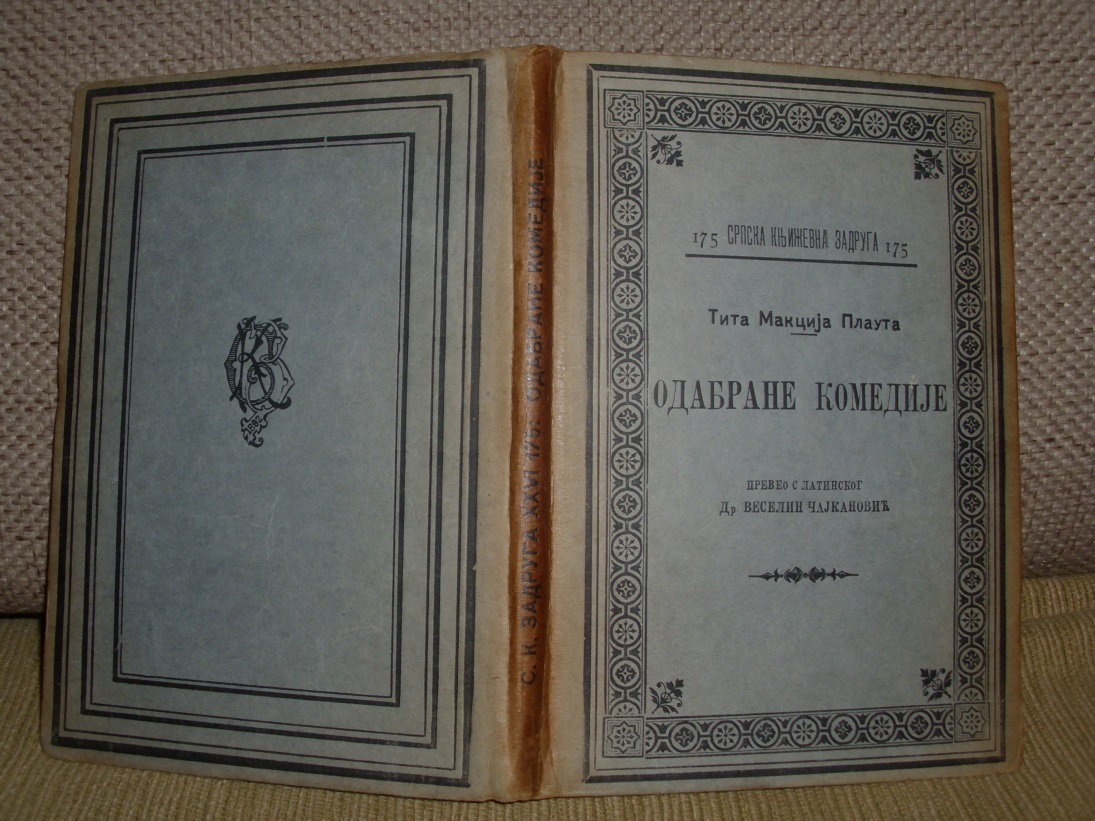 175 СРПСКА КЊИЖЕВНА ЗАДРУГА 175
Тита Макција Плаута
ОДАБРАНЕ КОМЕДИЈЕ
ПРЕВЕО С ЛАТИНСКОГ
Др ВЕСЕЛИН ЧАЈКАНОВИЋ
С. К. ЗАДРУГА XXVI 175: ОДАБРАНЕ КОМЕДИЈЕ
1892